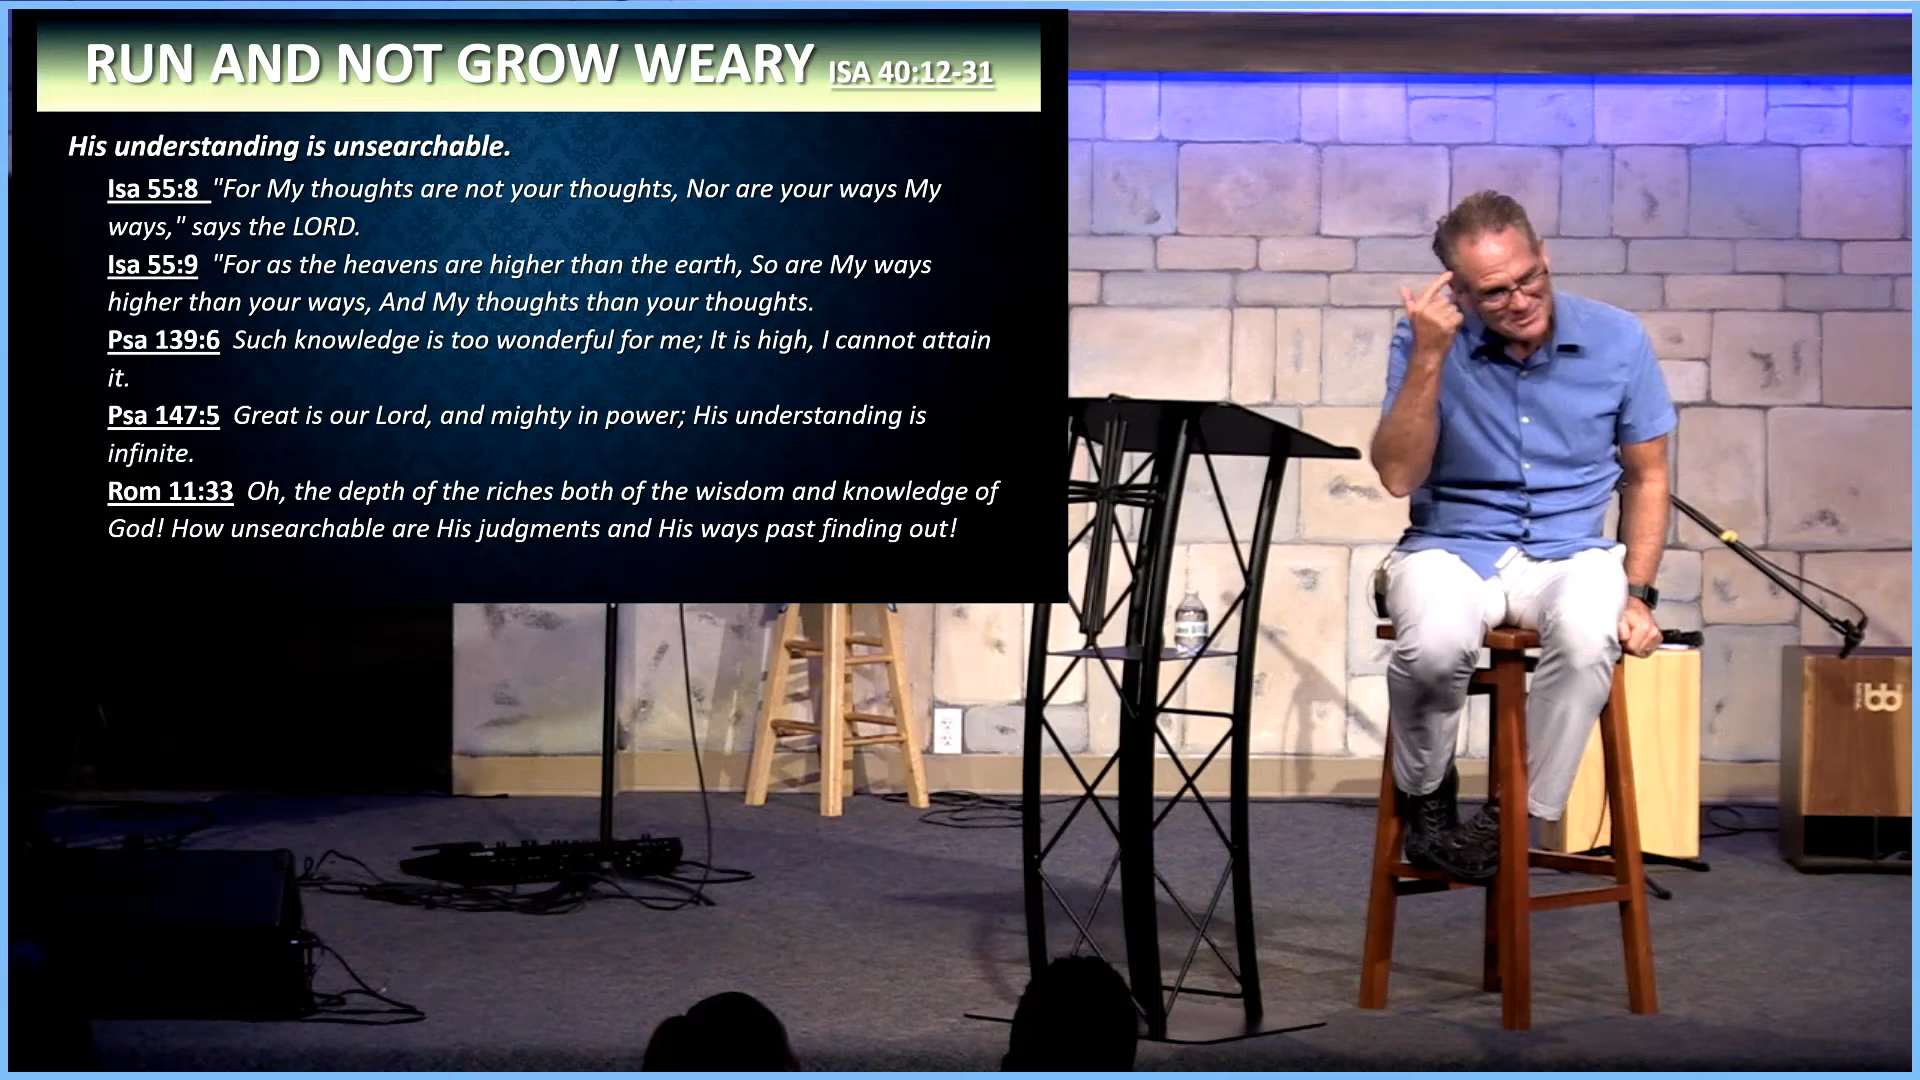 RUN AND NOT GROW WEARY ISA 40:12-31
His understanding is unsearchable.
Isa 55:8 "For My thoughts are not your thoughts, Nor are your ways My
ways," says the LORD.
Isa 55:9 "For as the heavens are higher than the earth, So are My ways
higher than your ways, And My thoughts than your thoughts.
Psa 139:6 Such knowledge is too wonderful for me; It is high, I cannot attain
it.
Psa 147:5 Great is our Lord, and mighty in power; His understanding is
infinite.
Rom 11:33 Oh, the depth of the riches both of the wisdom and knowledge of
God! How unsearchable are His judgments and His ways past finding out!